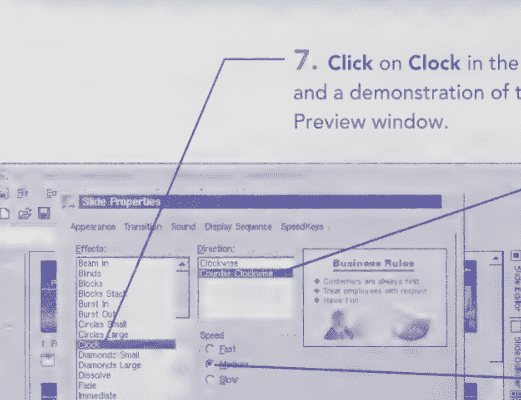 7. Click on Clock in the
and a demonstration of t
Preview window.
Slide Properties
Appearance Transition Sound Display Sequence SpeedKeys
Effects:
Direction:
Beam In
Blinds
Blocks
Blocks Stack
Burst In
Burst Out
Circles Small
Circles Large
Clock
Diamonds Small
Diamonds Large
Dissolve
Fade
Immediate
Clockwise
Counter Clockwise
Speed
Fast
Medium
Slow
Business Rules
Customers are always first
Treat employees with respect
Have fun
Slide Editor